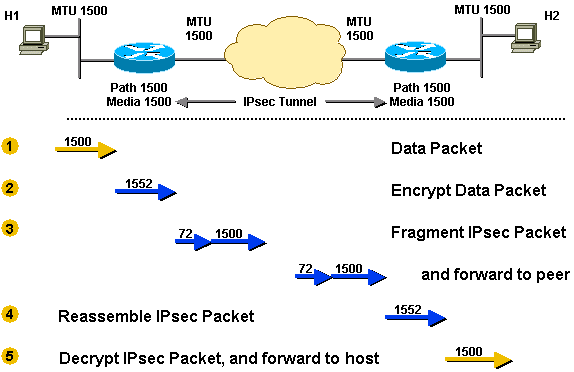 H1
MTU 1500
MTU
1500
MTU
1500
MTU 1500
H2
Path 1500
Media 1500
IPsec Tunnel
Path 1500
Media 1500
1
1500
Data Packet
2
1552
Encrypt Data Packet
3
72
1500
Fragment IPsec Packet
72
1500
and forward to peer
4
Reassemble IPsec Packet
1552
5
Decrypt IPsec Packet, and forward to host
1500